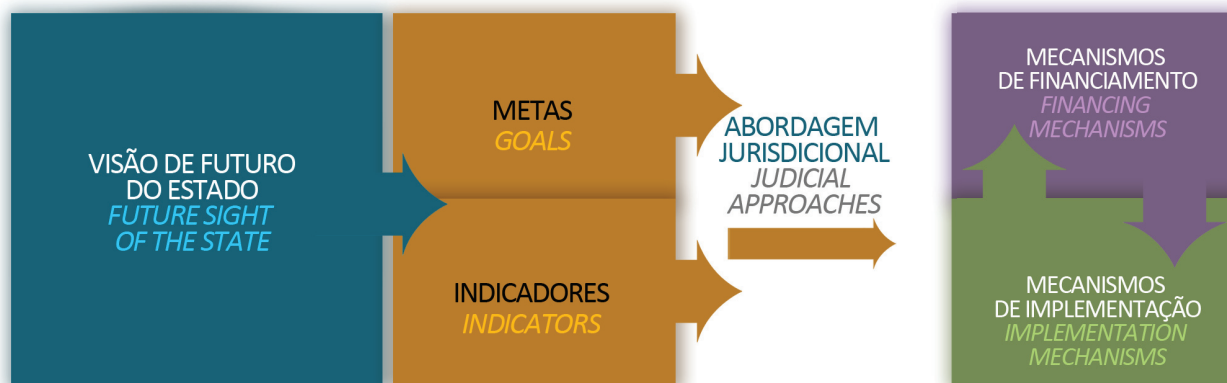 VISÃO DE FUTURO
DO ESTADO
FUTURE SIGHT
OF THE STATE
METAS
GOALS
INDICADORES
INDICATORS
ABORDAGEM
JURISDICIONAL
JUDICIAL
APPROACHES
MECANISMOS
DE FINANCIAMENTO
FINANCING
MECHANISMS
MECANISMOS
DE IMPLEMENTAÇÃO
IMPLEMENTATION
MECHANISMS